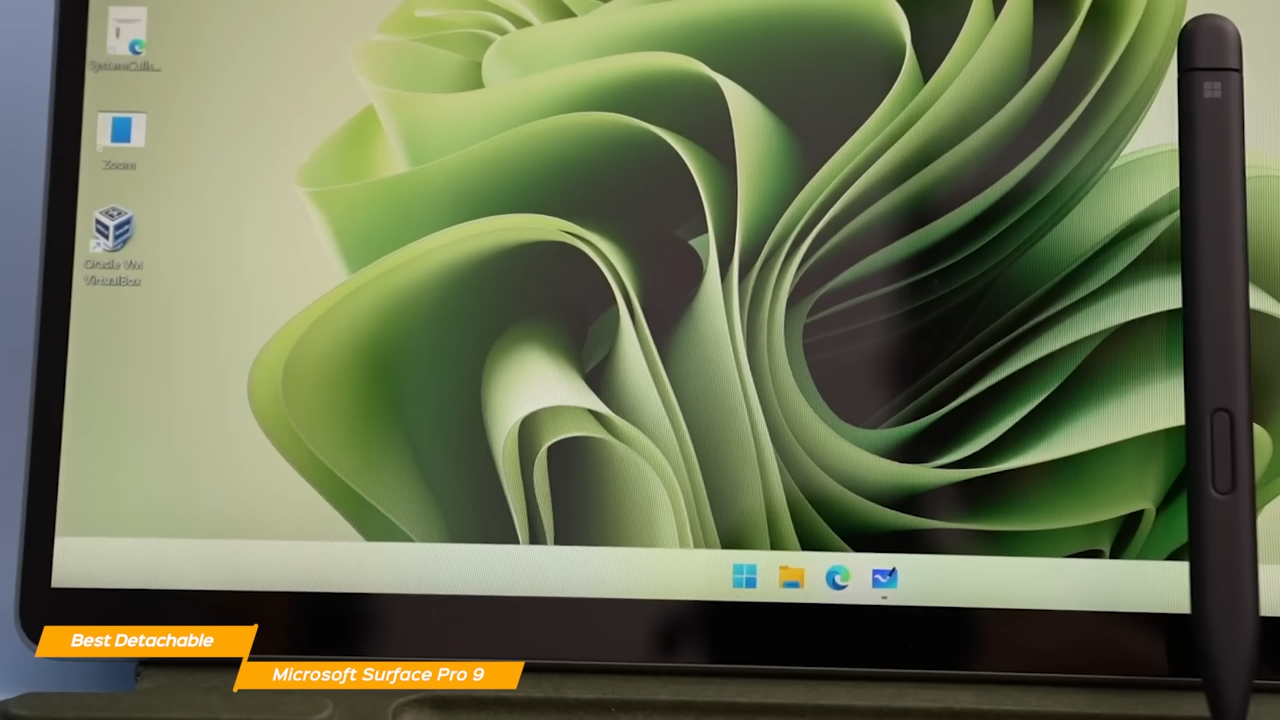 Zoom
Oracle VM
VirtualBox
Best Detachable
Microsoft Surface Pro 9